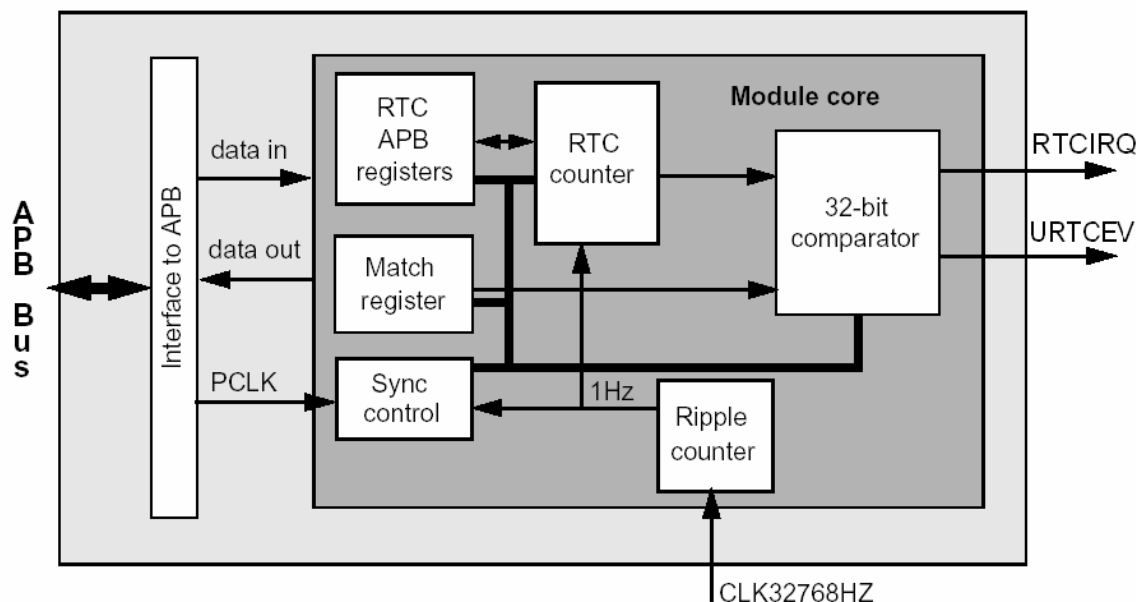 Module core
RTC
APB
registers
RTC
counter
32-bit
comparator
RTCIRQ
URTCEV
data in
data out
Match
register
PCLK
Sync
control
1Hz
Ripple
counter
Interface to APB
APB Bus
CLK32768HZ